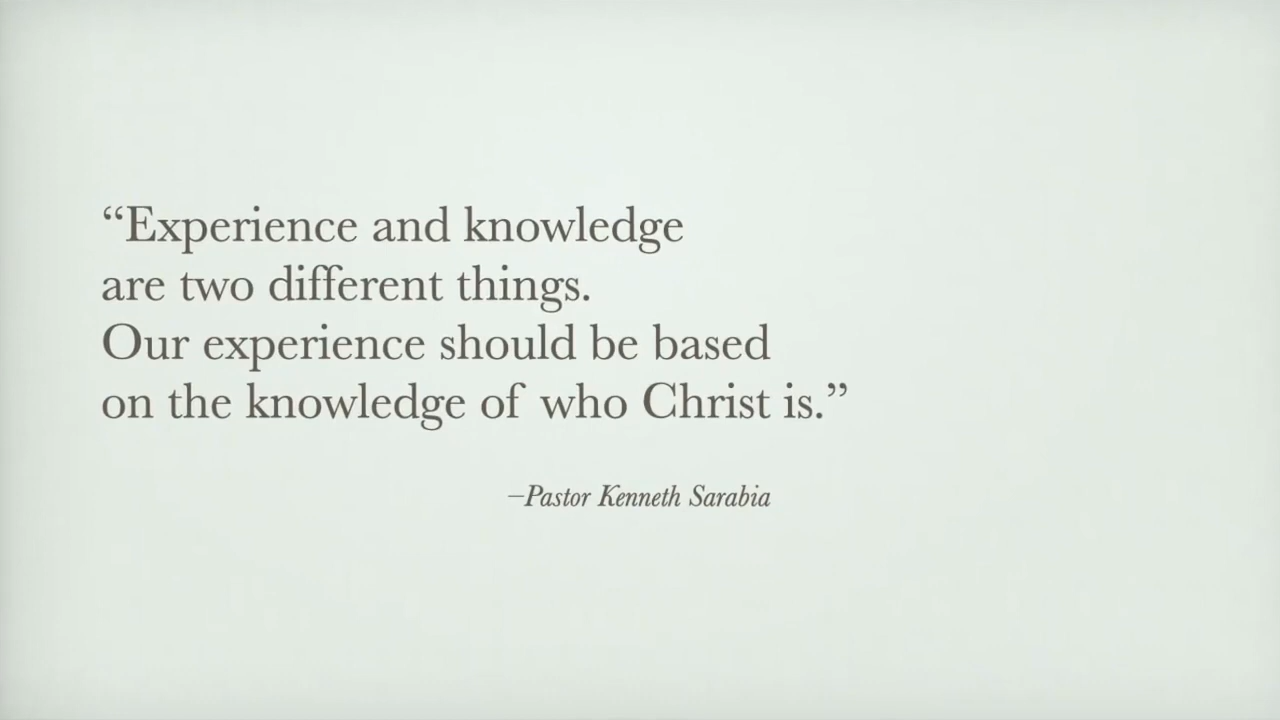 “Experience and knowledge
are two different things.
Our experience should be based
on the knowledge of who Christ is.”
–Pastor Kenneth Sarabia